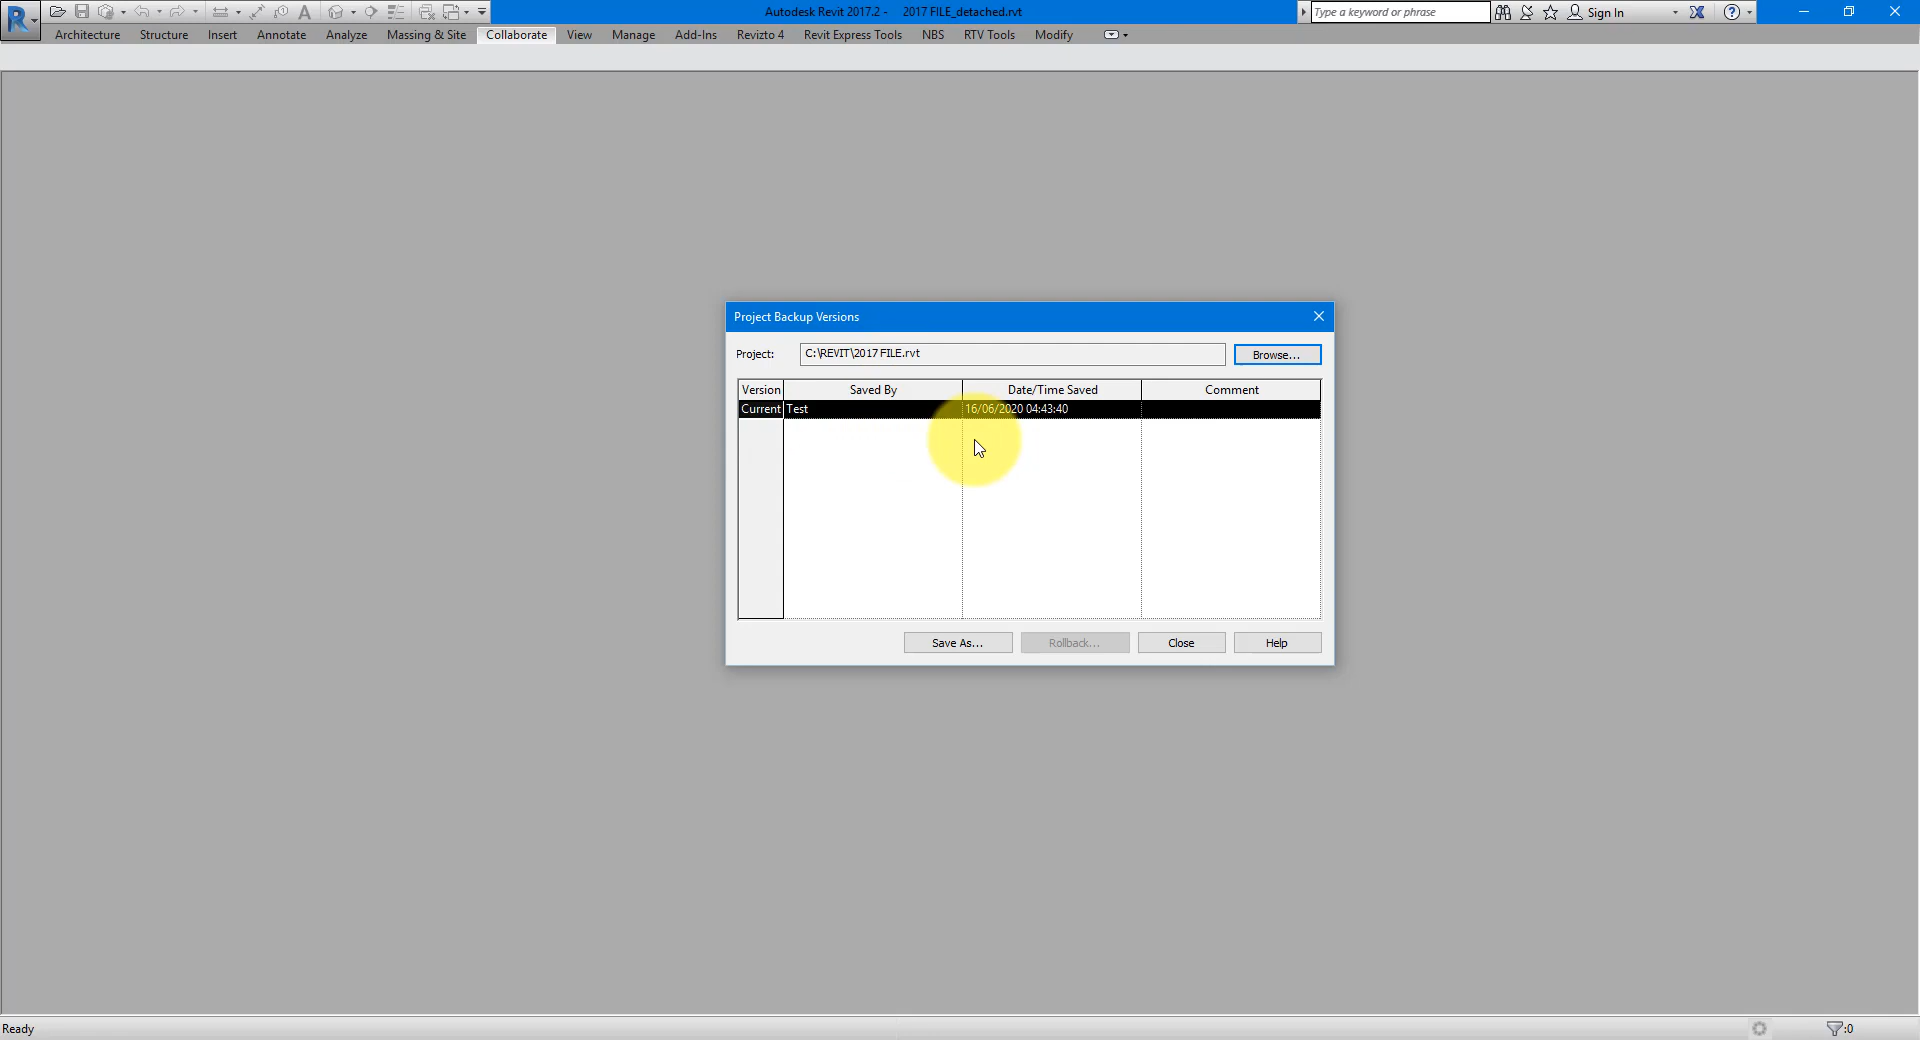 Autodesk Revit 2017.2 - 2017 FILE_detached.rvt
Type a keyword or phrase
Sign In
Architecture Structure Insert Annotate Analyze Massing & Site Collaborate View Manage Add-Ins Revizto 4 Revit Express Tools NBS RTV Tools Modify
Project Backup Versions
Project: C:\REVIT\2017 FILE.rvt Browse...
Version Saved By Date/Time Saved Comment
Current Test 16/06/2020 04:43:40
Save As... Rollback... Close Help
Ready :0